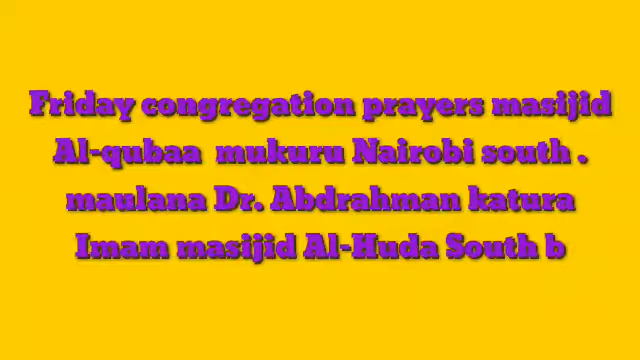 Friday congregation prayers masijid
Al-qubaa mukuru Nairobi south .
maulana Dr. Abdrahman katura
Imam masijid Al-Huda South b